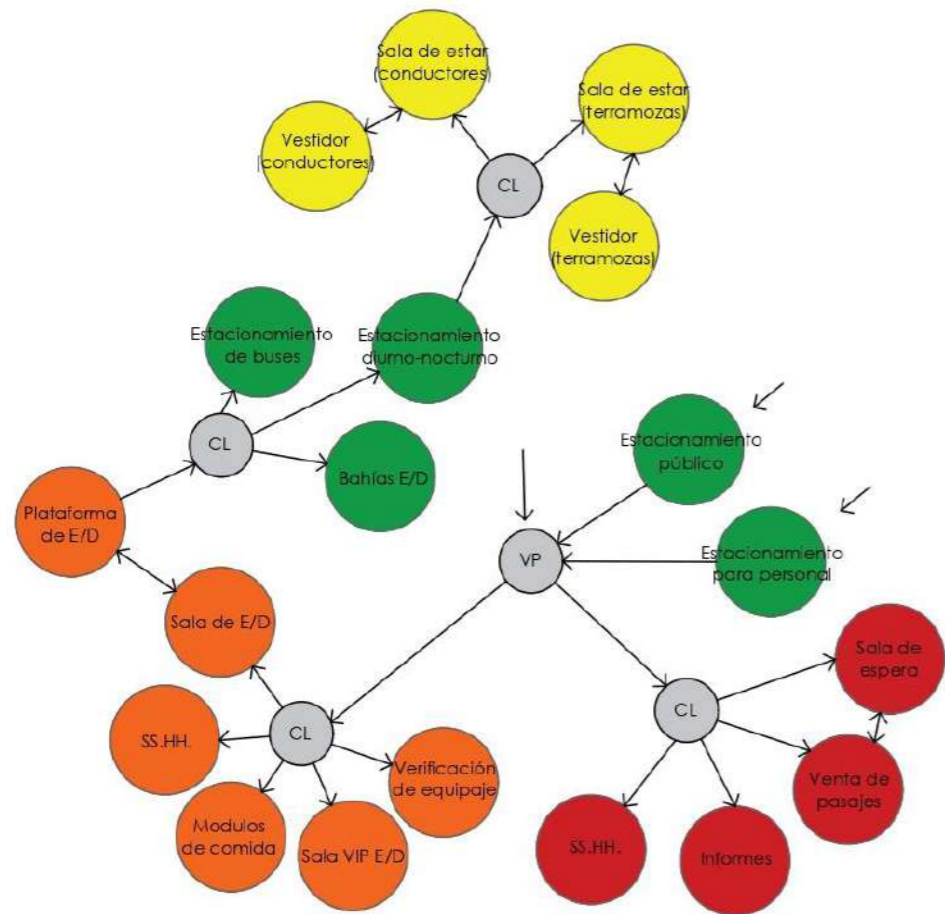 Sala de estar
(conductores)
Sala de estar
(terramozas)
Vestidor
(conductores)
CL
Vestidor
(terramozas)
Estacionamiento
de buses
Estacionamiento
diurno-nocturno
CL
Bahías E/D
Estacionamiento
público
Plataforma
de E/D
VP
Estacionamiento
para personal
Sala de E/D
Sala de
espera
CL
CL
SS.HH.
Verificación
de equipaje
Venta de
pasajes
Modulos
de comida
Sala VIP E/D
SS.HH.
Informes